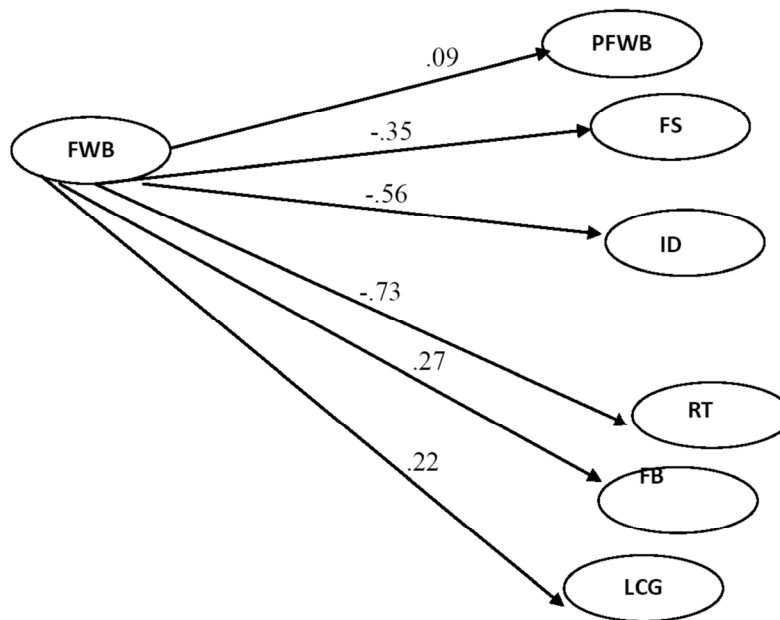 PFWB
.09
FS
-.35
FWB
-.56
ID
-.73
.27
RT
FB
.22
LCG